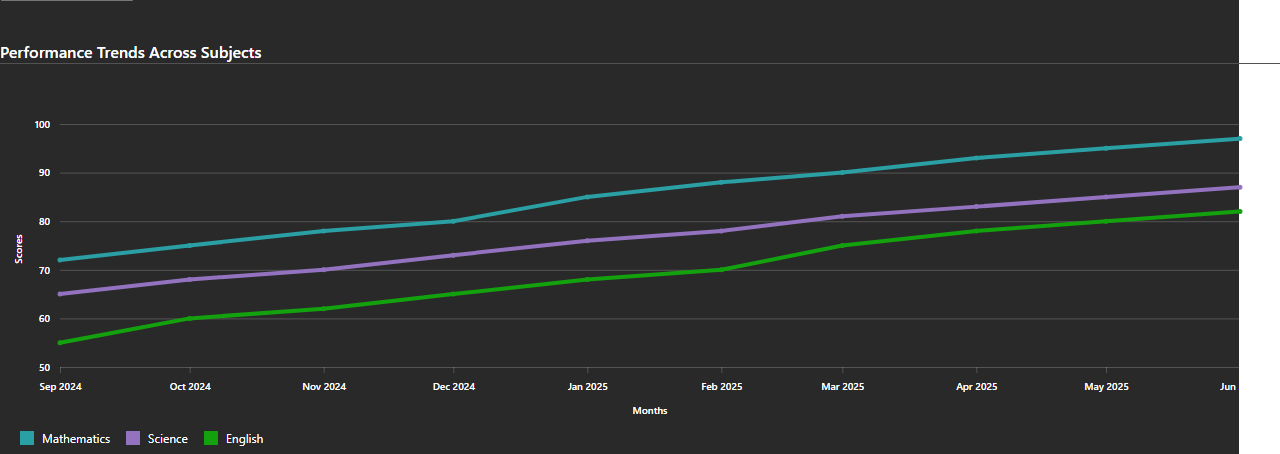 Performance Trends Across Subjects
100
90
80
70
60
50
Scores
Sep 2024 Oct 2024 Nov 2024 Dec 2024 Jan 2025 Feb 2025 Mar 2025 Apr 2025 May 2025 Jun
Months
Mathematics Science English